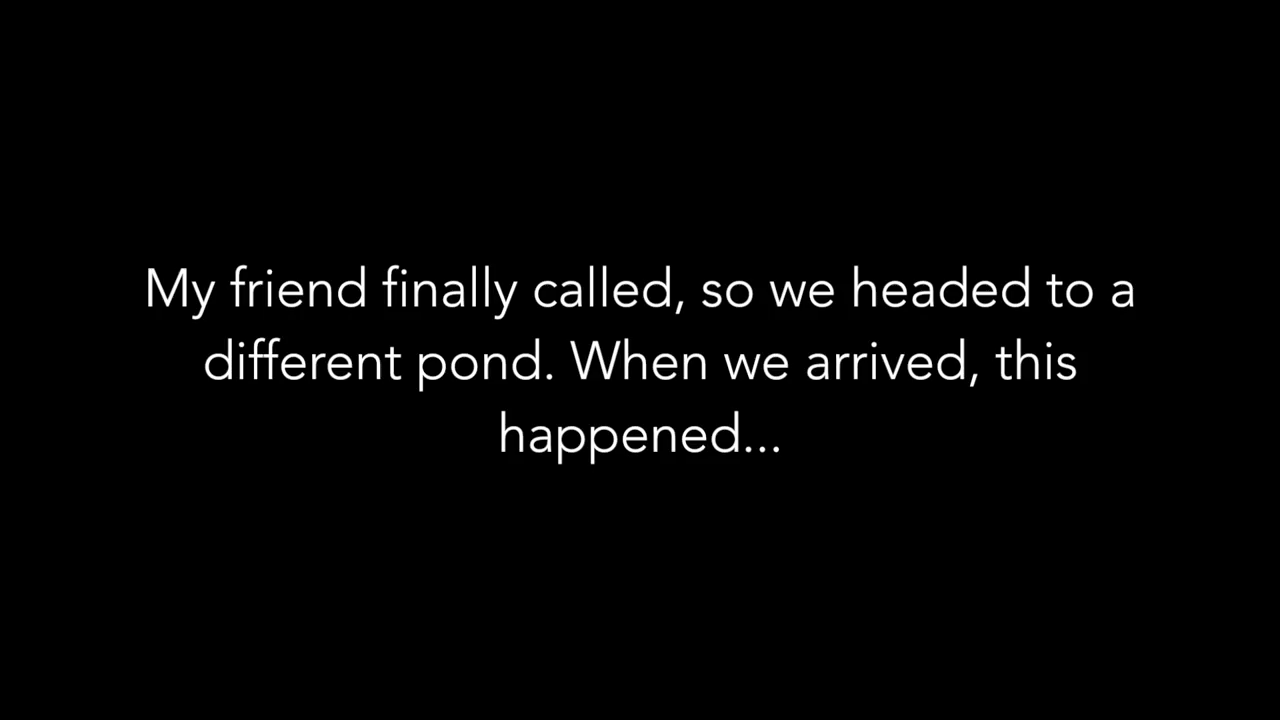 My friend finally called, so we headed to a
different pond. When we arrived, this
happened...